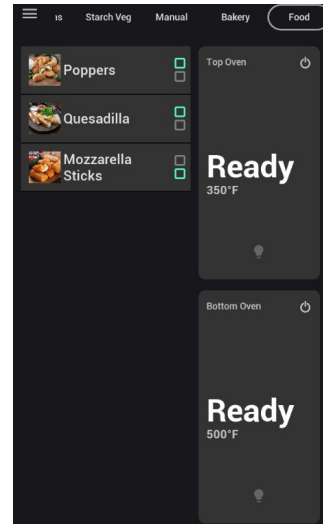 Starch Veg Manual Bakery Food
Poppers
Quesadilla
Mozzarella
Sticks
Top Oven
Ready
350°F
Bottom Oven
Ready
500°F